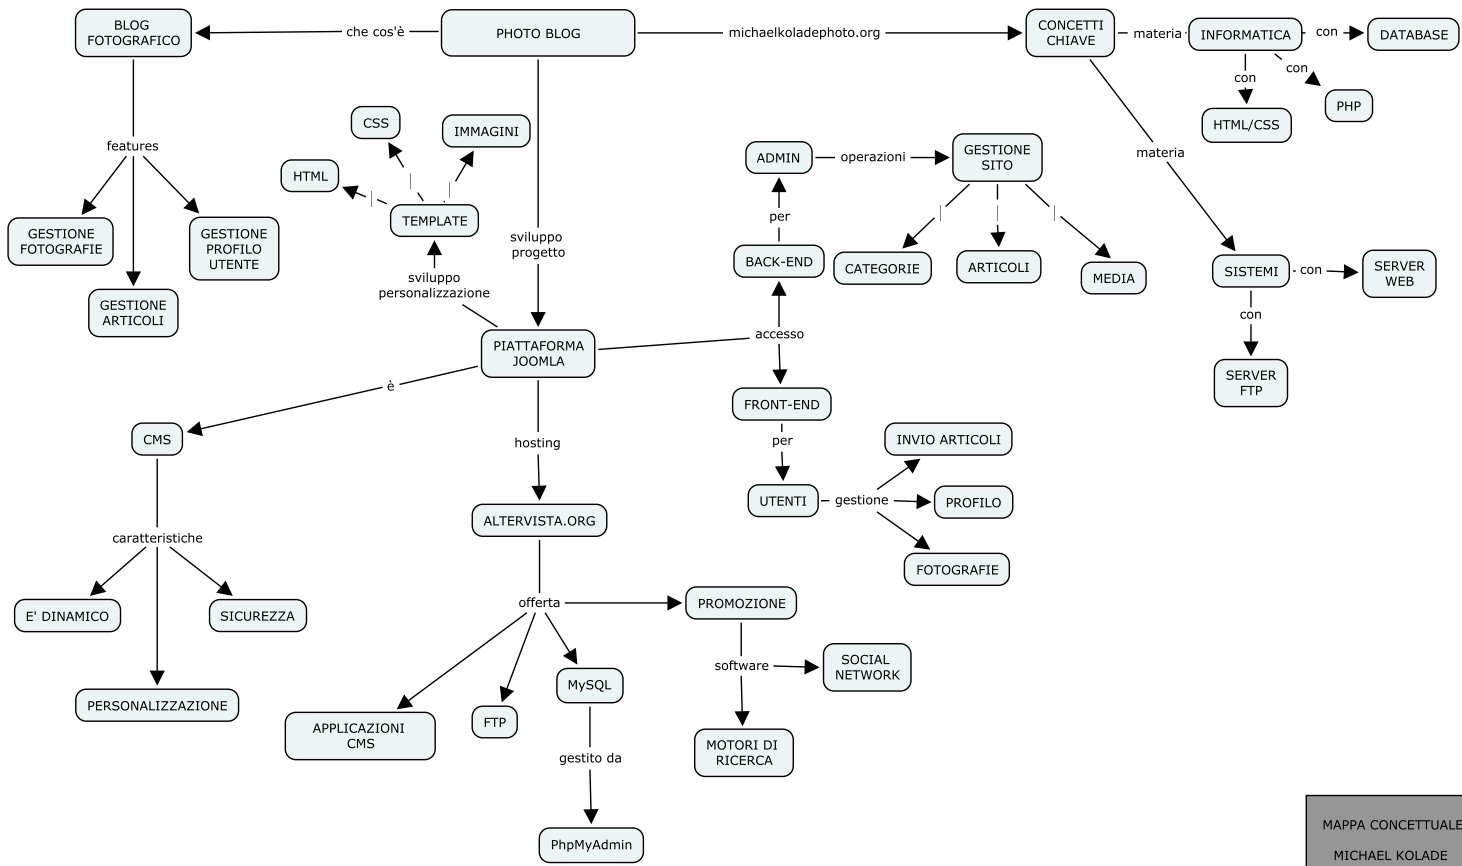 BLOG
FOTOGRAFICO
che cos'è
PHOTO BLOG
michaelkoladephoto.org
CONCETTI
CHIAVE
materia
INFORMATICA
con
DATABASE
con
con
HTML/CSS
PHP
features
GESTIONE
FOTOGRAFIE
GESTIONE
PROFILO
UTENTE
GESTIONE
ARTICOLI
CSS
IMMAGINI
HTML
TEMPLATE
sviluppo
personalizzazione
sviluppo
progetto
ADMIN
operazioni
GESTIONE
SITO
per
BACK-END
CATEGORIE
ARTICOLI
MEDIA
materia
SISTEMI
con
SERVER
WEB
con
SERVER
FTP
PIATTAFORMA
JOOMLA
accesso
è
FRONT-END
per
UTENTI
gestione
INVIO ARTICOLI
PROFILO
FOTOGRAFIE
CMS
caratteristiche
E' DINAMICO
SICUREZZA
PERSONALIZZAZIONE
hosting
ALTERVISTA.ORG
offerta
PROMOZIONE
software
SOCIAL
NETWORK
MOTORI DI
RICERCA
APPLICAZIONI
CMS
FTP
MySQL
gestito da
PhpMyAdmin
MAPPA CONCETTUALE
MICHAEL KOLADE